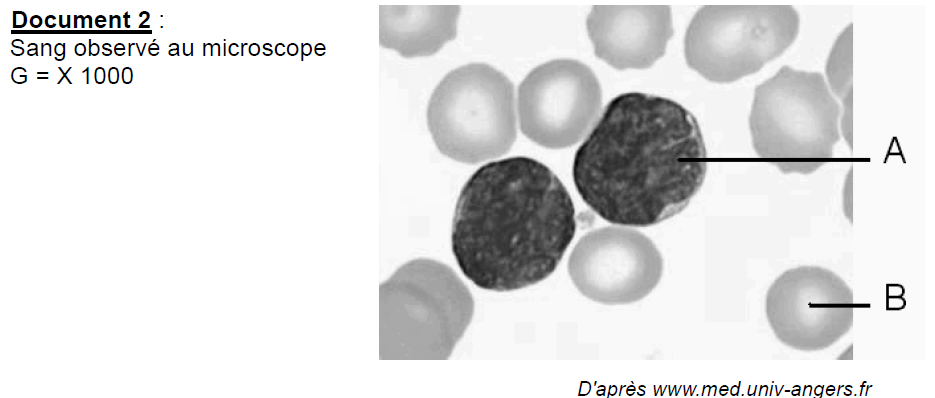 Document 2 :
Sang observé au microscope
G = X 1000
A
B
D'après www.med.univ-angers.fr